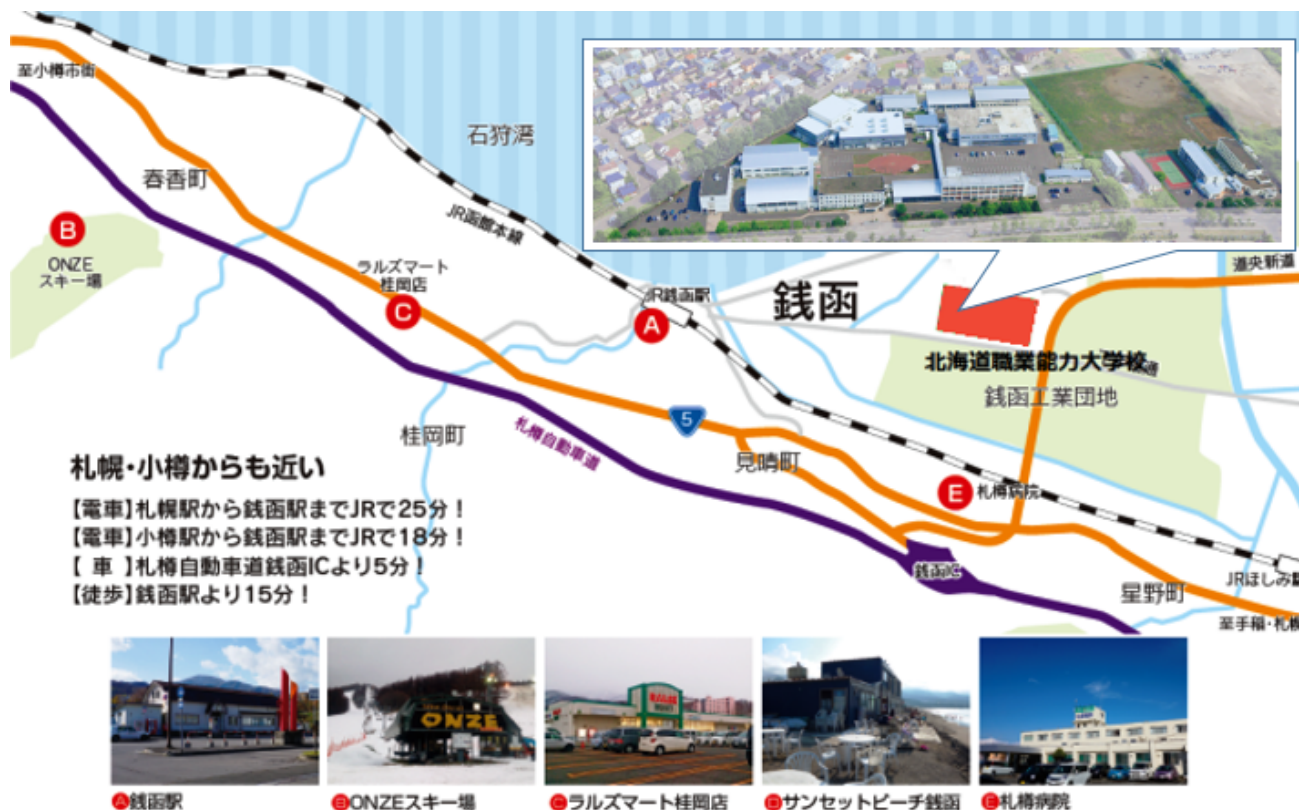 至小樽市街
石狩湾
春香町
JR函館本線
B
ONZE
スキー場
ラルズマート
桂岡店
C
JR銭函駅
A
銭函
道央新道
北海道職業能力大学校
通
銭函工業団地
5
札樽自動車道
桂岡町
見晴町
E
札樽病院
銭函IC
星野町
JRほしみ駅
至手稲・札幌
札幌・小樽からも近い
【電車】札幌駅から銭函駅までJRで25分！
【電車】小樽駅から銭函駅までJRで18分！
【 車 】札樽自動車道銭函ICより5分！
【徒歩】銭函駅より15分！
ONZE
A銭函駅
BONZEスキー場
Cラルズマート桂岡店
Dサンセットビーチ銭函
E札樽病院